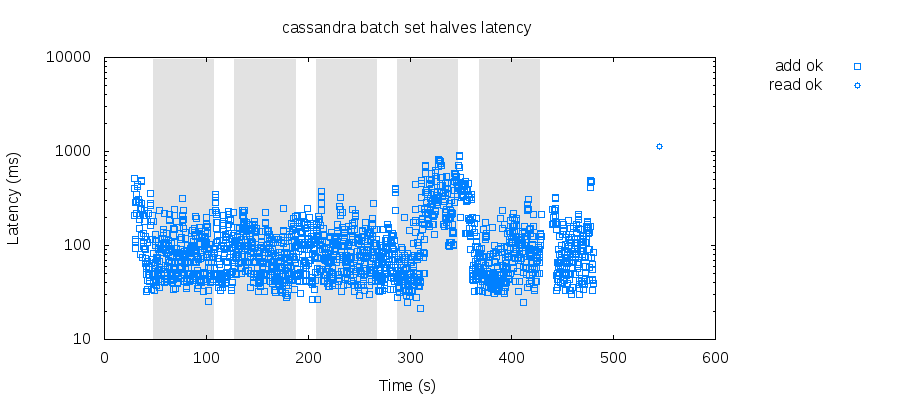 cassandra batch set halves latency
10000
1000
100
10
Latency (ms)
0 100 200 300 400 500 600
Time (s)
add ok
read ok